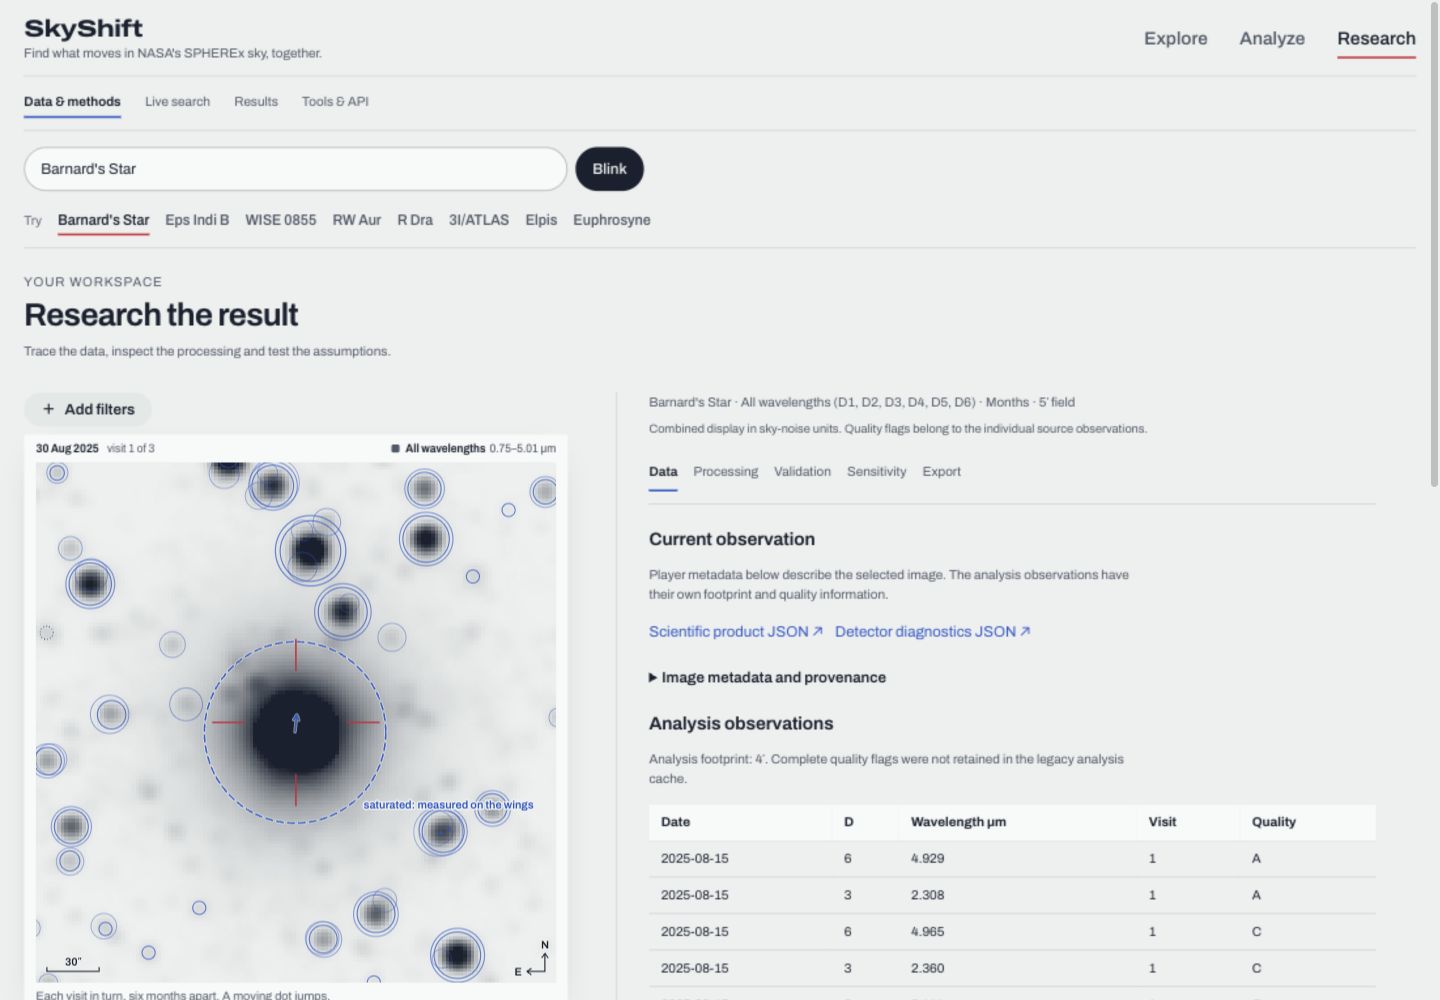 SkyShift
Find what moves in NASA's SPHEREx sky, together.
Explore Analyze Research
Data & methods Live search Results Tools & API
Barnard's Star Blink
Try Barnard's Star Eps Indi B WISE 0855 RW Aur R Dra 3I/ATLAS Elpis Euphrosyne
YOUR WORKSPACE
Research the result
Trace the data, inspect the processing and test the assumptions.
+ Add filters
30 Aug 2025 visit 1 of 3 All wavelengths 0.75–5.01 µm
saturated: measured on the wings
30″
N
E
Each visit in turn, six months apart. A moving dot jumps.
Barnard's Star · All wavelengths (D1, D2, D3, D4, D5, D6) · Months · 5′ field
Combined display in sky-noise units. Quality flags belong to the individual source observations.
Data Processing Validation Sensitivity Export
Current observation
Player metadata below describe the selected image. The analysis observations have
their own footprint and quality information.
Scientific product JSON ↗ Detector diagnostics JSON ↗
▶ Image metadata and provenance
Analysis observations
Analysis footprint: 4′. Complete quality flags were not retained in the legacy analysis
cache.
Date D Wavelength µm Visit Quality
2025-08-15 6 4.929 1 A
2025-08-15 3 2.308 1 A
2025-08-15 6 4.965 1 C
2025-08-15 3 2.360 1 C